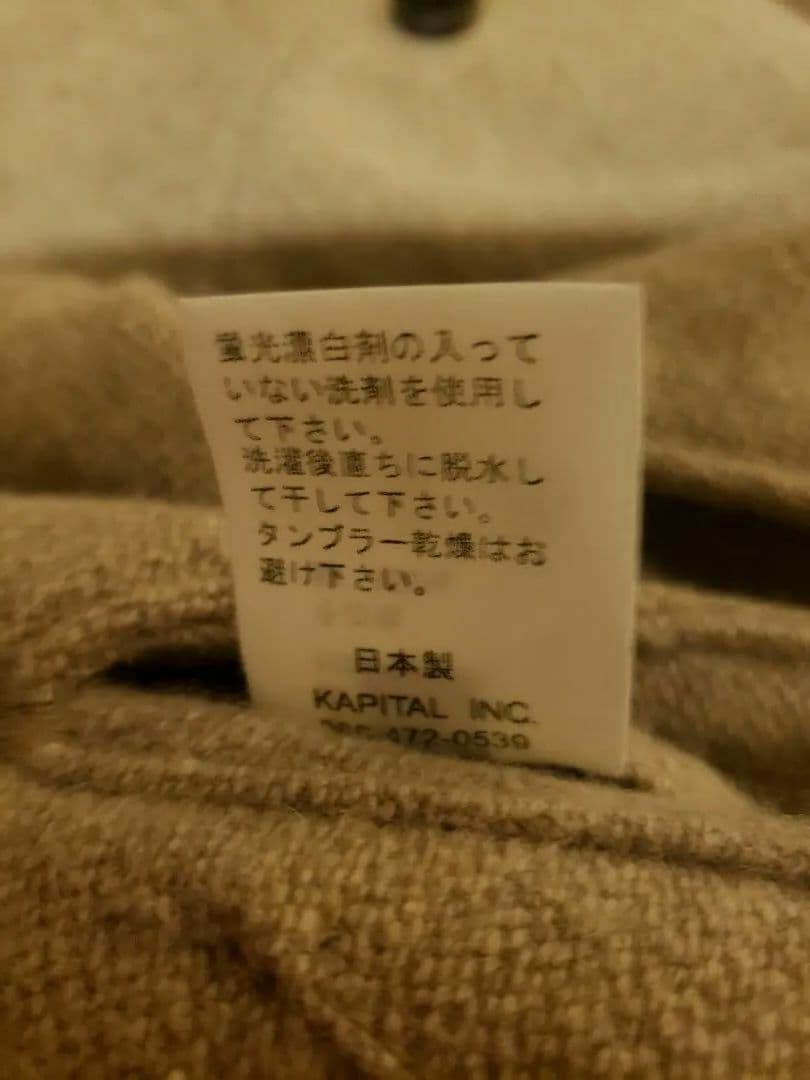 蛍光漂白剤の入って
いない洗剤を使用し
て下さい。
洗濯後直ちに脱水し
て干して下さい。
タンブラー乾燥はお
避け下さい。
日本製
KAPITAL INC.
472-0539